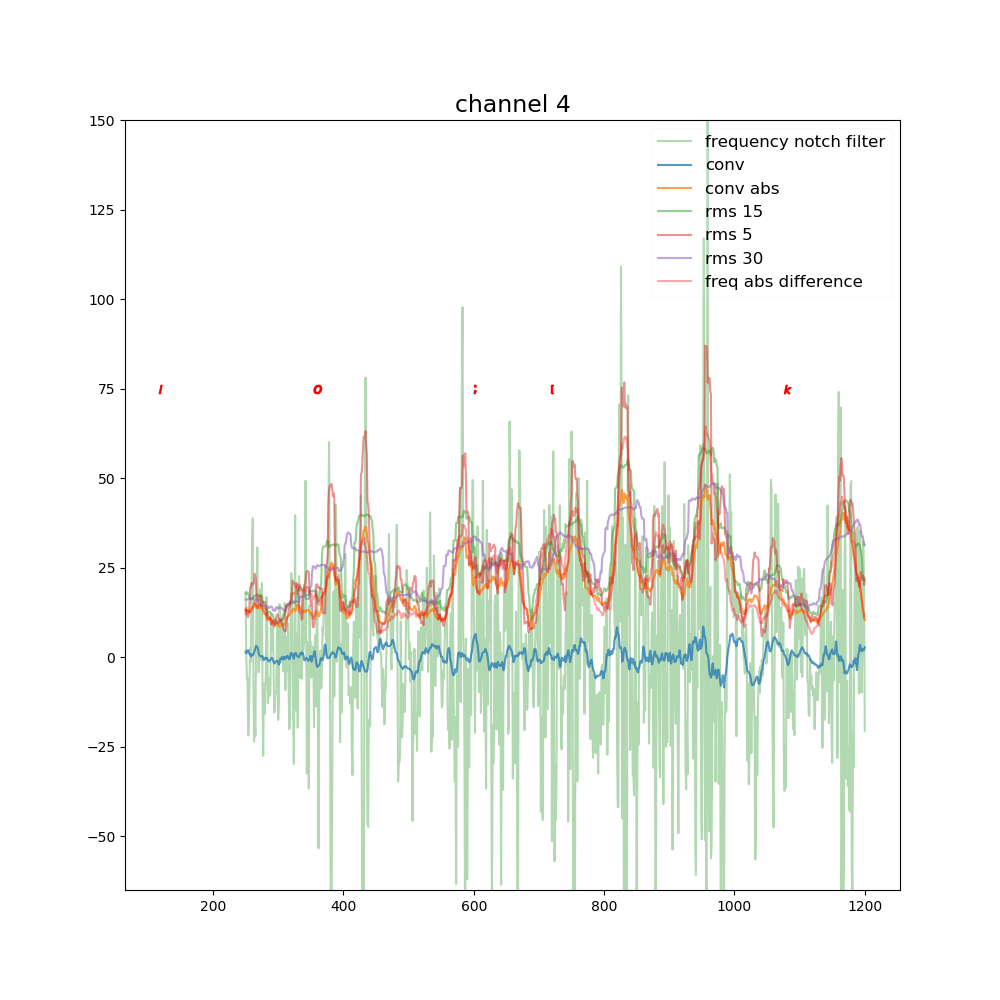 channel 4
150
frequency notch filter
conv
conv abs
125
rms 15
rms 5
rms 30
freq abs difference
100
75
l o ; [ k
50
25
0
−25
−50
200 400 600 800 1000 1200